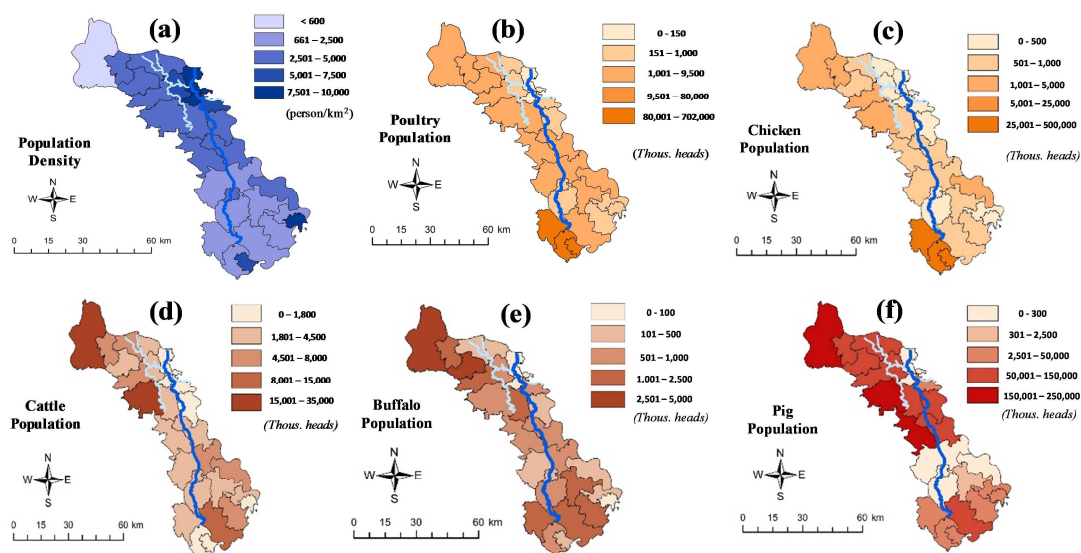 (a)
< 600
661 – 2,500
2,501 – 5,000
5,001 – 7,500
7,501 – 10,000
(person/km²)
Population
Density
N
W E
S
0 15 30 60 km
(b)
0 - 150
151 – 1,000
1,001 – 9,500
9,501 – 80,000
80,001 – 702,000
(Thous. heads)
Poultry
Population
N
W E
S
0 15 30 60 km
(c)
0 - 500
501 – 1,000
1,001 – 5,000
5,001 – 25,000
25,001 - 500,000
(Thous. heads)
Chicken
Population
N
W E
S
0 15 30 60 km
(d)
0 – 1,800
1,801 – 4,500
4,501 – 8,000
8,001 – 15,000
15,001 – 35,000
(Thous. heads)
Cattle
Population
N
W E
S
0 15 30 60 km
(e)
0 - 100
101 – 500
501 – 1,000
1.001 – 2,500
2,501 – 5,000
(Thous. heads)
Buffalo
Population
N
W E
S
0 15 30 60 km
(f)
0 - 300
301 – 2,500
2,501 – 50,000
50,001 – 150,000
150,001 – 250,000
(Thous. heads)
Pig
Population
N
W E
S
0 15 30 60 km